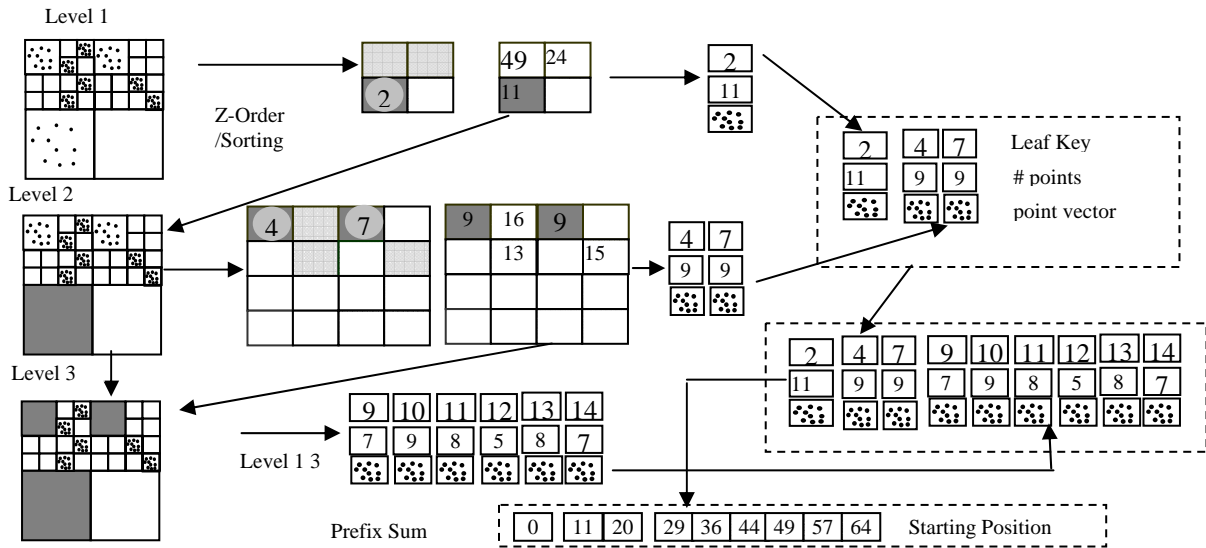 Level 1
49 24
2
11
2
11
Z-Order
/Sorting
2
11
4 7
9 9
Leaf Key
# points
point vector
Level 2
4 7
9 16 9
13 15
4 7
9 9
2 4 7 9 10 11 12 13 14
11 9 9 7 9 8 5 8 7
Level 3
9 10 11 12 13 14
7 9 8 5 8 7
Level 1 3
Prefix Sum
0 11 20 29 36 44 49 57 64
Starting Position